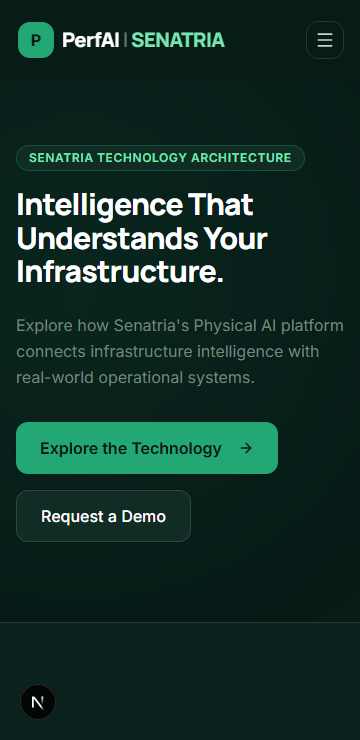 P PerfAI | SENATRIA
SENATRIA TECHNOLOGY ARCHITECTURE
Intelligence That
Understands Your
Infrastructure.
Explore how Senatria's Physical AI platform
connects infrastructure intelligence with
real-world operational systems.
Explore the Technology →
Request a Demo
N